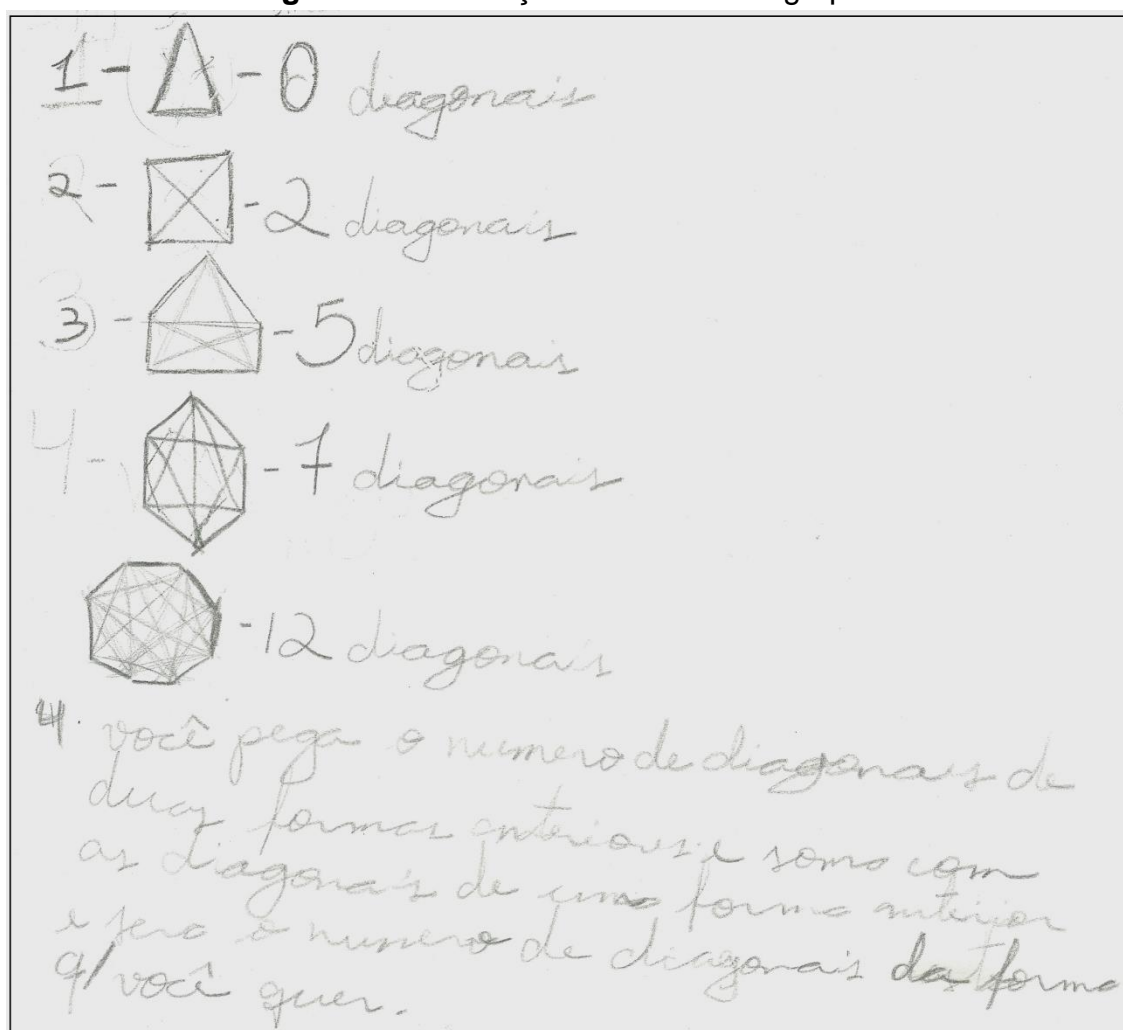 1 - - 0 diagonais
2 - - 2 diagonais
3 - - 5 diagonais
4 - - 7 diagonais
- 12 diagonais
4. você pega o numero de diagonais de
duas formas anteriores e soma com
as diagonais de uma forma anterior
e sera o numero de diagonais da forma
q/ você quer.